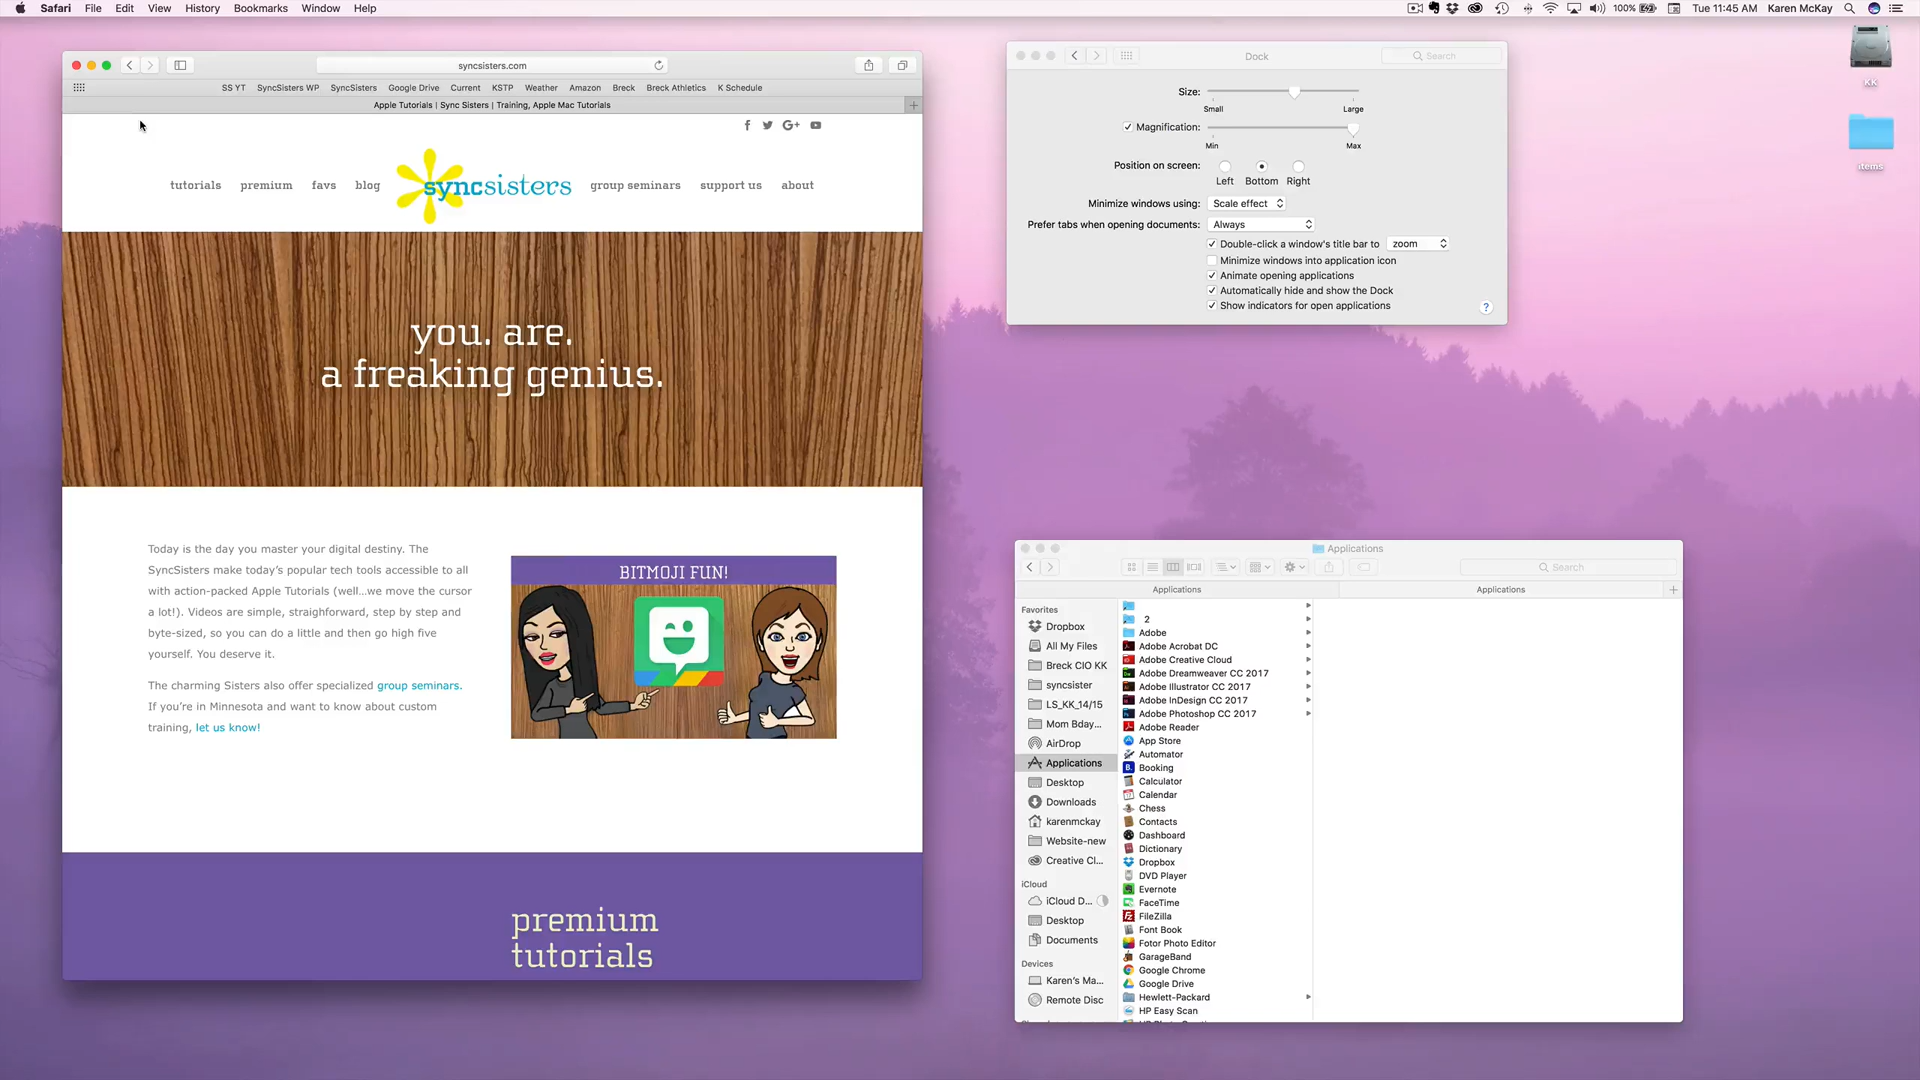 Safari File Edit View History Bookmarks Window Help
100% Tue 11:45 AM Karen McKay
KK
items
syncsisters.com
SS YT SyncSisters WP SyncSisters Google Drive Current KSTP Weather Amazon Breck Breck Athletics K Schedule
Apple Tutorials | Sync Sisters | Training, Apple Mac Tutorials
tutorials premium favs blog syncsisters group seminars support us about
you. are.
a freaking genius.
Today is the day you master your digital destiny. The
SyncSisters make today's popular tech tools accessible to all
with action-packed Apple Tutorials (well...we move the cursor
a lot!). Videos are simple, straighforward, step by step and
byte-sized, so you can do a little and then go high five
yourself. You deserve it.
The charming Sisters also offer specialized group seminars.
If you're in Minnesota and want to know about custom
training, let us know!
BITMOJI FUN!
premium
tutorials
Dock
Search
Size:
Small Large
Magnification:
Min Max
Position on screen:
Left Bottom Right
Minimize windows using: Scale effect
Prefer tabs when opening documents: Always
Double-click a window's title bar to zoom
Minimize windows into application icon
Animate opening applications
Automatically hide and show the Dock
Show indicators for open applications
?
Applications
Search
Applications Applications
Favorites
Dropbox
All My Files
Breck CIO KK
syncsister
LS_KK_14/15
Mom Bday...
AirDrop
Applications
Desktop
Downloads
karenmckay
Website-new
Creative Cl...
iCloud
iCloud D...
Desktop
Documents
Devices
Karen's Ma...
Remote Disc
2
Adobe
Adobe Acrobat DC
Adobe Creative Cloud
Adobe Dreamweaver CC 2017
Adobe Illustrator CC 2017
Adobe InDesign CC 2017
Adobe Photoshop CC 2017
Adobe Reader
App Store
Automator
Booking
Calculator
Calendar
Chess
Contacts
Dashboard
Dictionary
Dropbox
DVD Player
Evernote
FaceTime
FileZilla
Font Book
Fotor Photo Editor
GarageBand
Google Chrome
Google Drive
Hewlett-Packard
HP Easy Scan